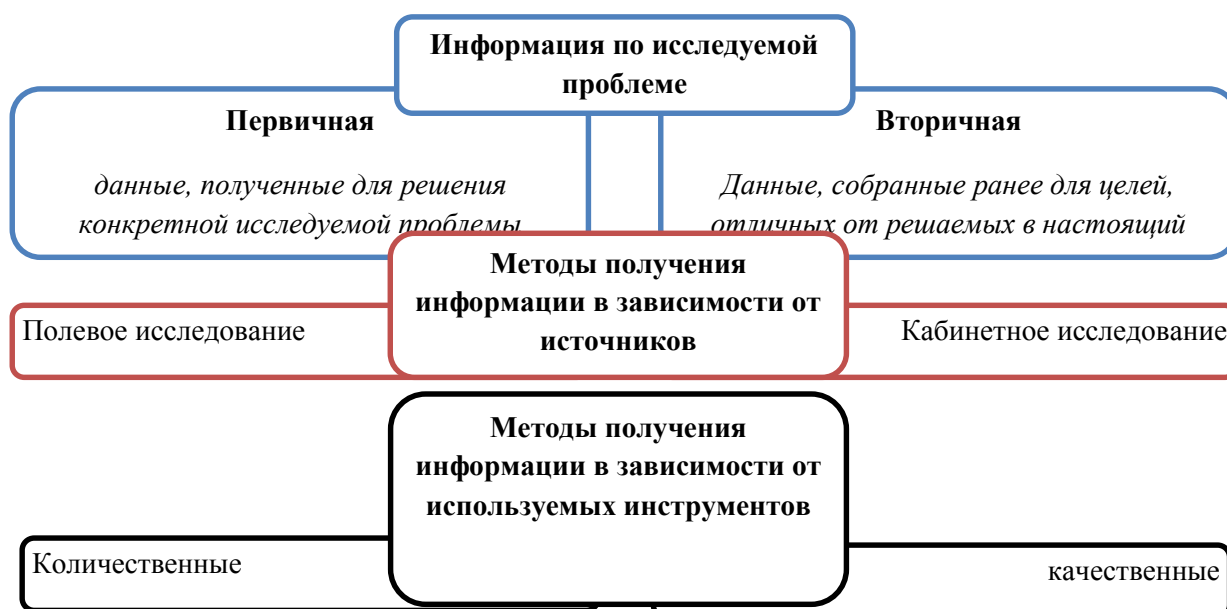 Информация по исследуемой
проблеме
Первичная
данные, полученные для решения
конкретной исследуемой проблемы
Вторичная
Данные, собранные ранее для целей,
отличных от решаемых в настоящий
Методы получения
информации в зависимости от
источников
Полевое исследование
Кабинетное исследование
Методы получения
информации в зависимости от
используемых инструментов
Количественные
качественные